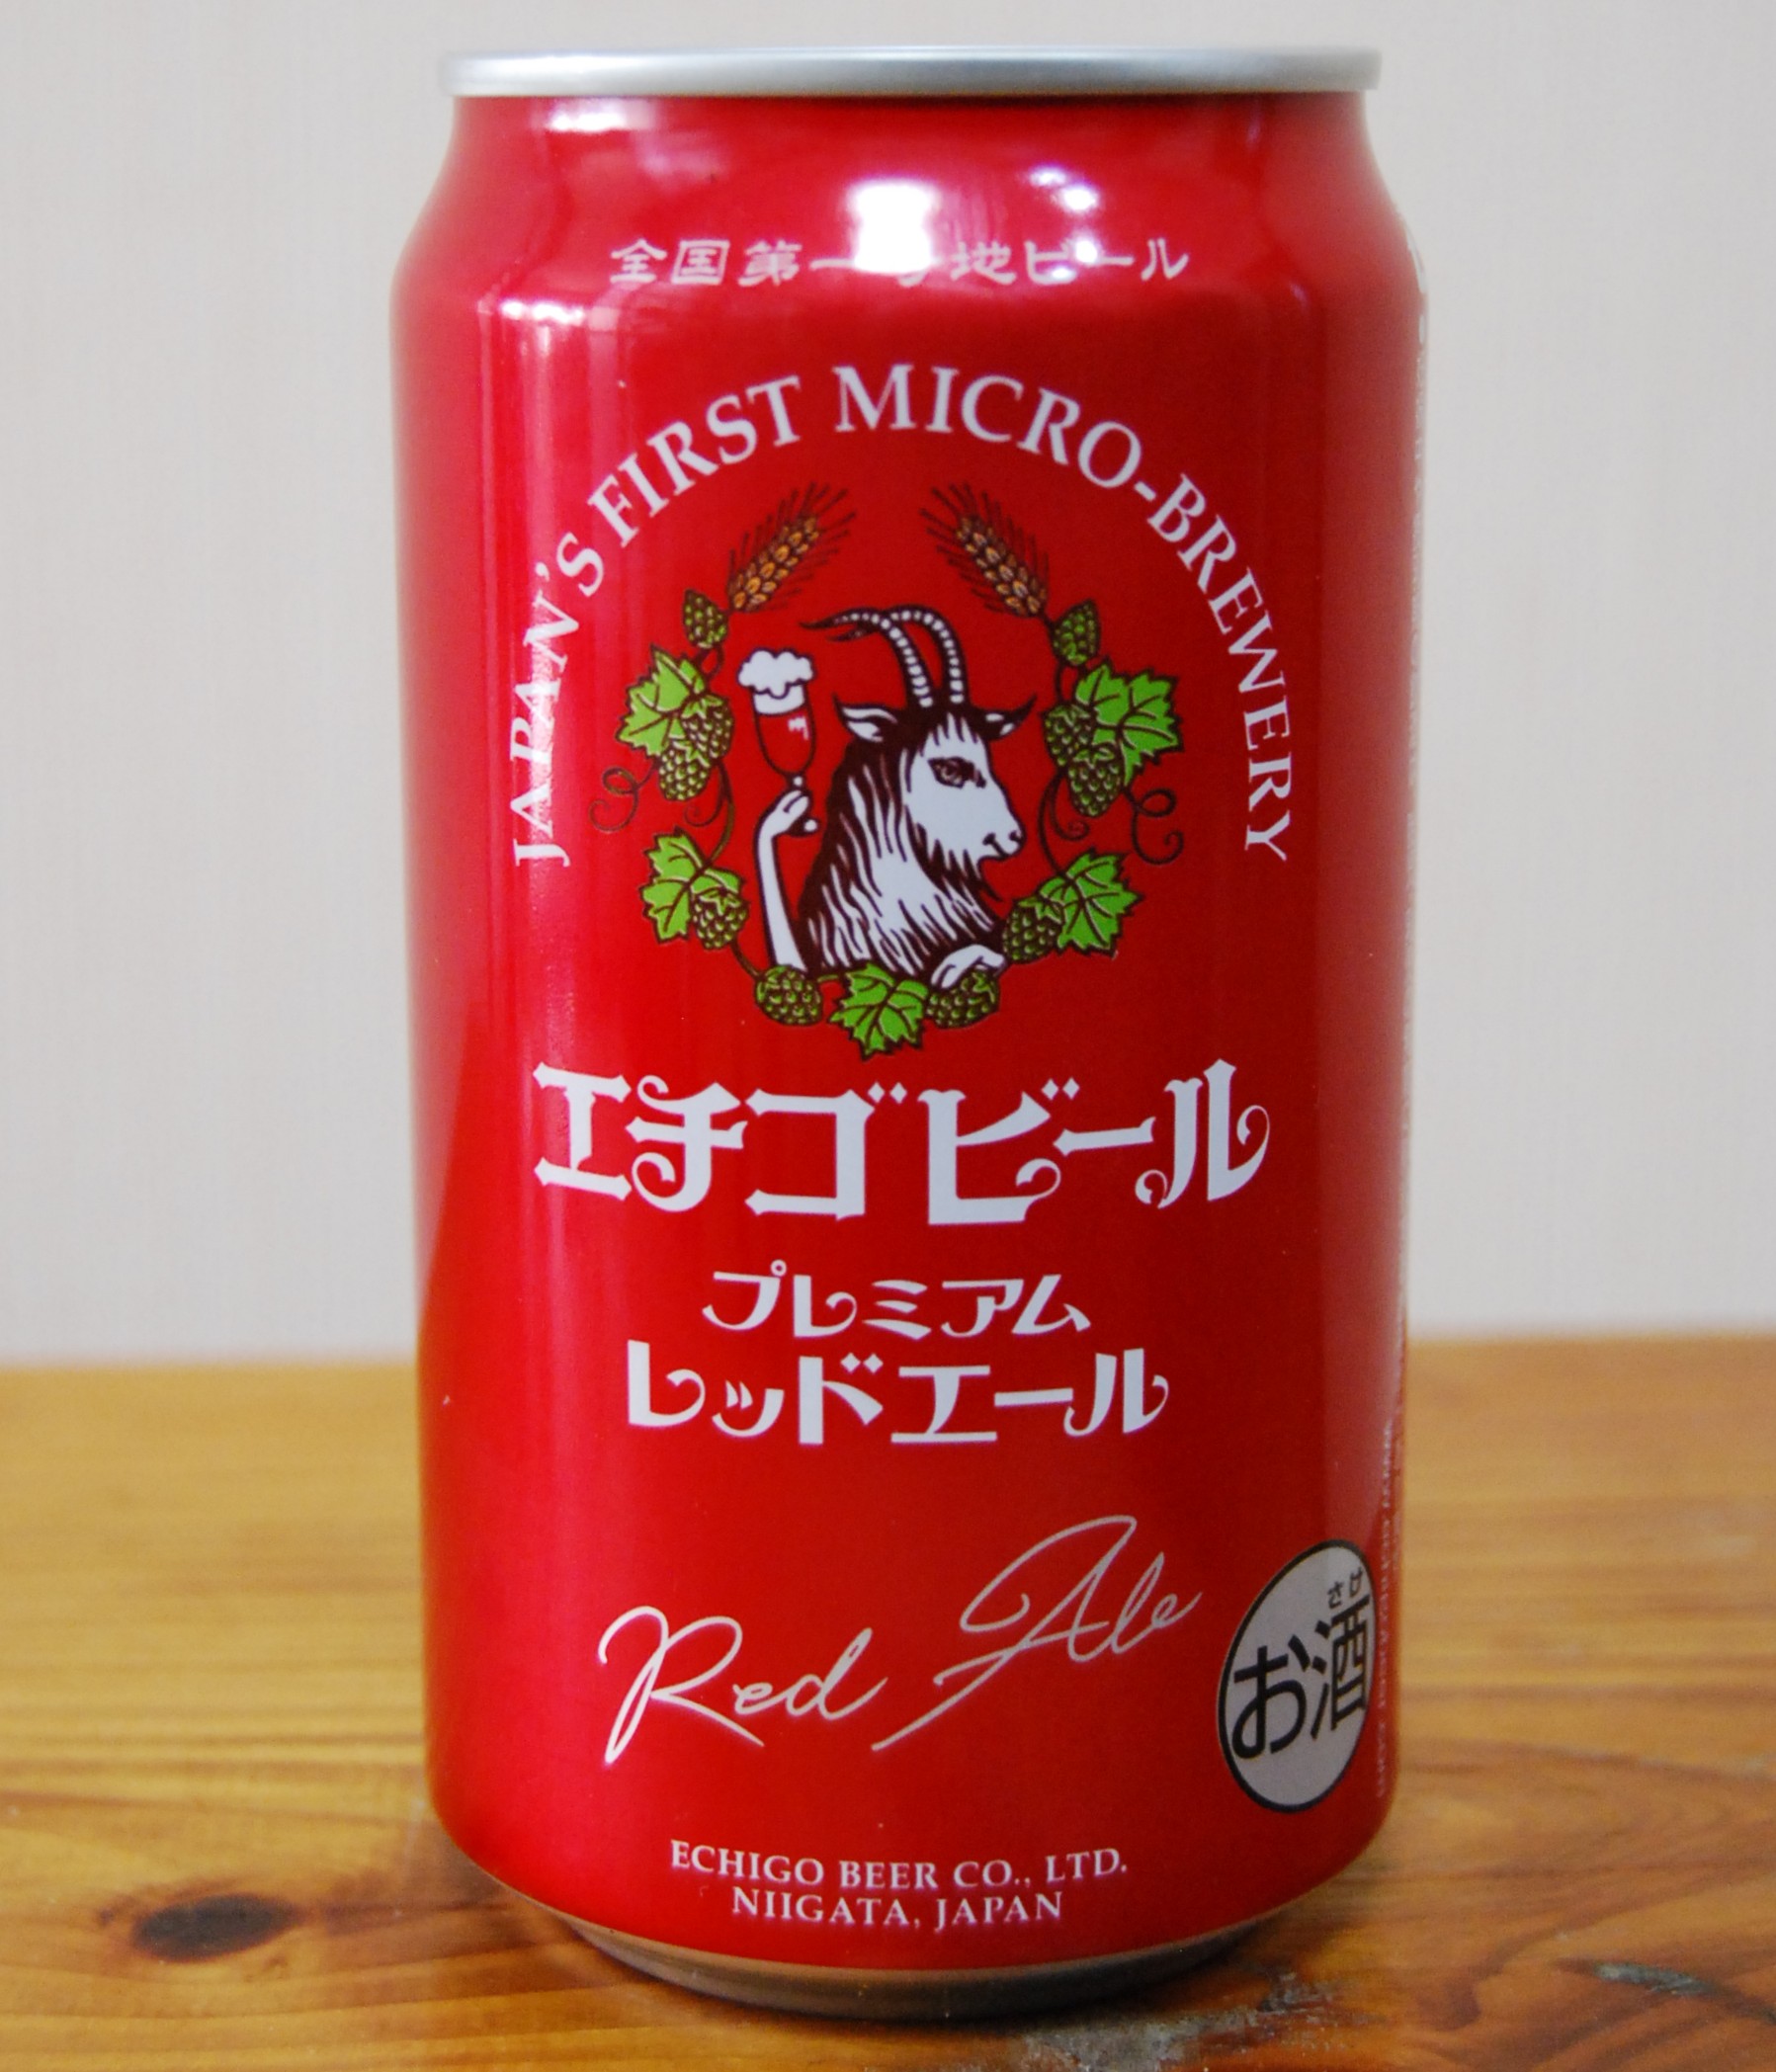 全国第一号地ビール
JAPAN'S FIRST MICRO-BREWERY
エチゴビール
プレミアム
レッドエール
Red Ale
さけ
お酒
ECHIGO BEER CO., LTD.
NIIGATA, JAPAN